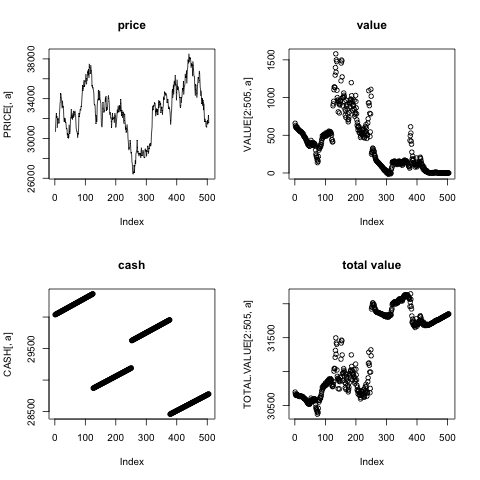 price
PRICE[, a]
26000 30000 34000 38000
0 100 200 300 400 500
Index
value
VALUE[2:505, a]
0 500 1000 1500
0 100 200 300 400 500
Index
cash
CASH[, a]
28500 29500
0 100 200 300 400 500
Index
total value
TOTAL.VALUE[2:505, a]
30500 31500
0 100 200 300 400 500
Index